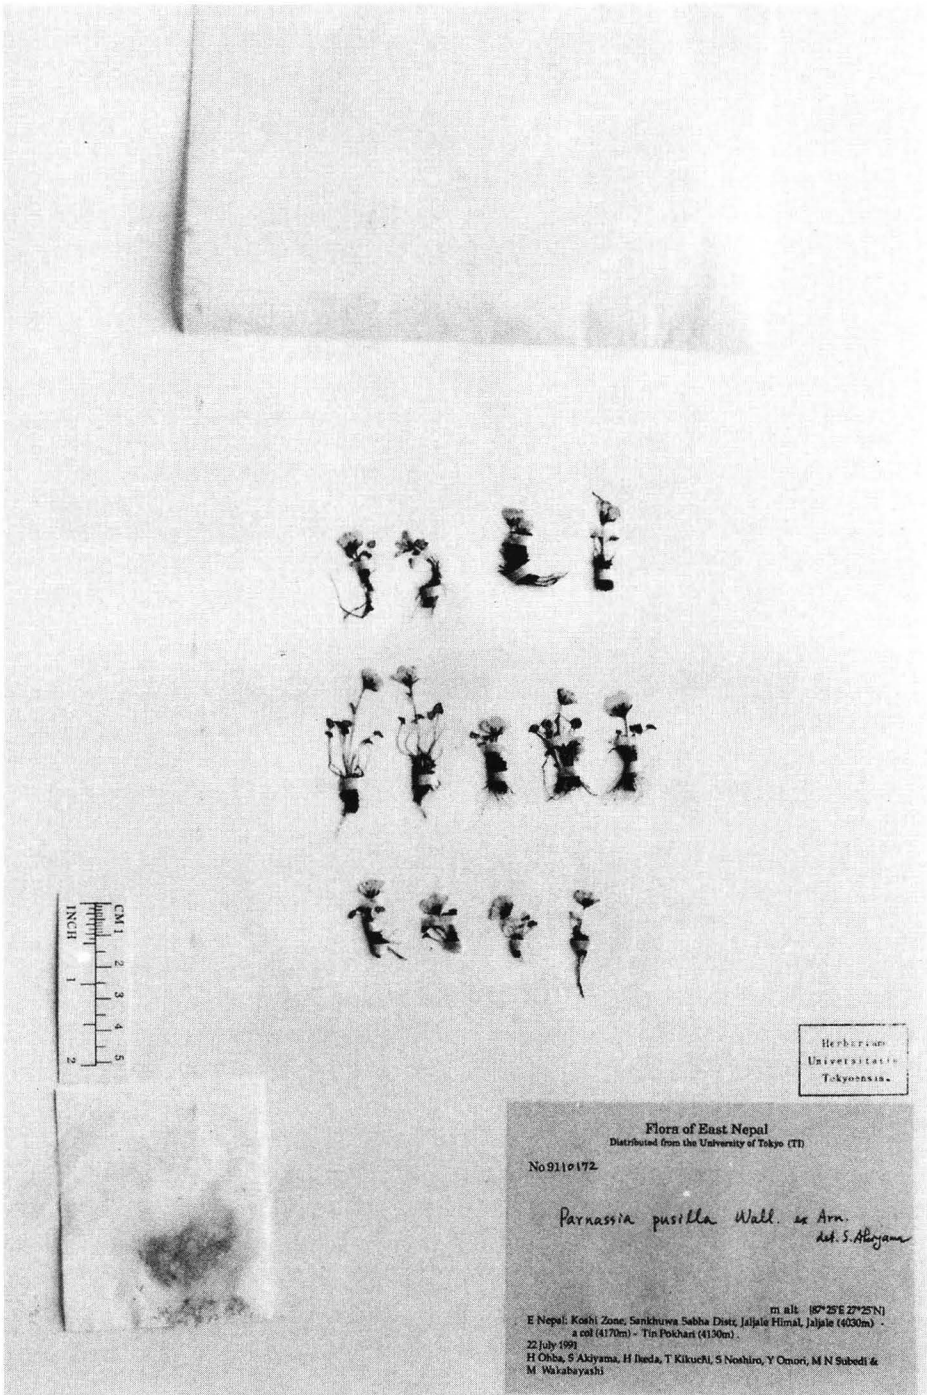 CM 1 2 3 4 5
INCH 1 2
Herbarium
Universitatis
Tokyoensis.
Flora of East Nepal
Distributed from the University of Tokyo (TI)
No 9110172
Parnassia pusilla Wall. ex Arn.
det. S. Akiyama
m alt [87°25'E 27°25'N]
E Nepal: Koshi Zone, Sankhuwa Sabha Distr, Jaljale Himal, Jaljale (4030m) -
a col (4170m) - Tin Pokhari (4130m) .
22 July 1991
H Ohba, S Akiyama, H Ikeda, T Kikuchi, S Noshiro, Y Omori, M N Subedi &
M Wakabayashi